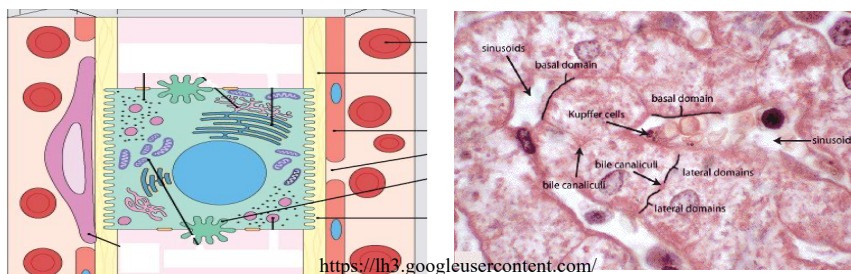 sinusoids
basal domain
basal domain
Kupffer cells
sinusoid
bile canaliculi
lateral domains
bile canaliculi
lateral domains
https://lh3.googleusercontent.com/